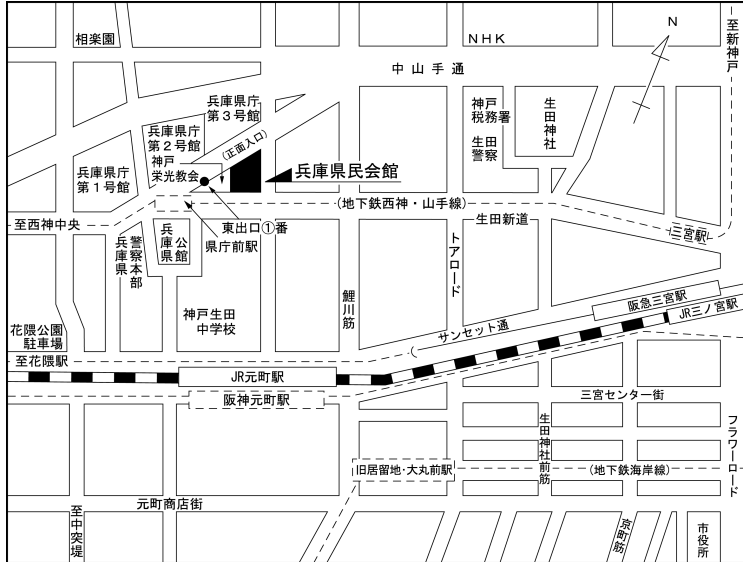 相楽園
NHK
N
至新神戸
中山手通
兵庫県庁
第3号館
兵庫県庁
第2号館
(正面入口)
神戸
税務署
生田
警察
生田神社
兵庫県庁
第1号館
神戸
栄光教会
兵庫県民会館
(地下鉄西神・山手線)
至西神中央
東出口①番
県庁前駅
生田新道
三宮駅
兵庫県
警察本部
兵庫県
公館
トアロード
鯉川筋
神戸生田
中学校
花隈公園
駐車場
サンセット通
阪急三宮駅
JR三ノ宮駅
至花隈駅
JR元町駅
阪神元町駅
三宮センター街
生田神社前筋
フラワーロード
旧居留地・大丸前駅
(地下鉄海岸線)
元町商店街
至中突堤
京町筋
市役所